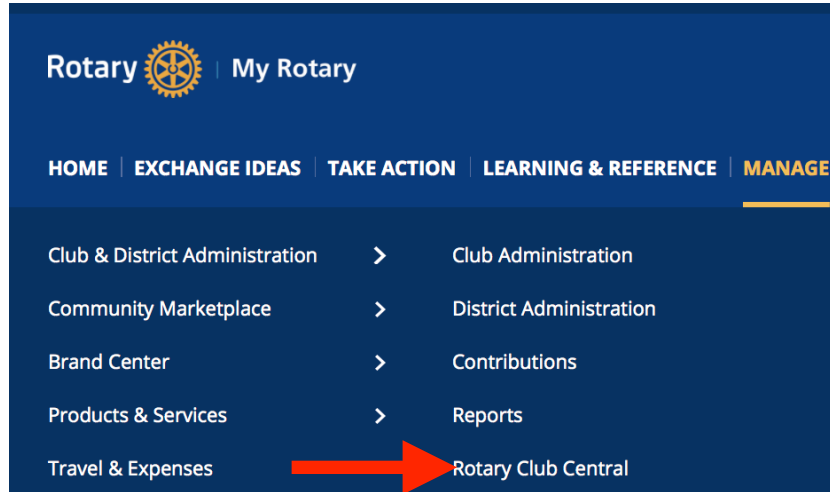 Rotary | My Rotary
HOME | EXCHANGE IDEAS | TAKE ACTION | LEARNING & REFERENCE | MANAGE
Club & District Administration > Club Administration
Community Marketplace > District Administration
Brand Center > Contributions
Products & Services > Reports
Travel & Expenses Rotary Club Central